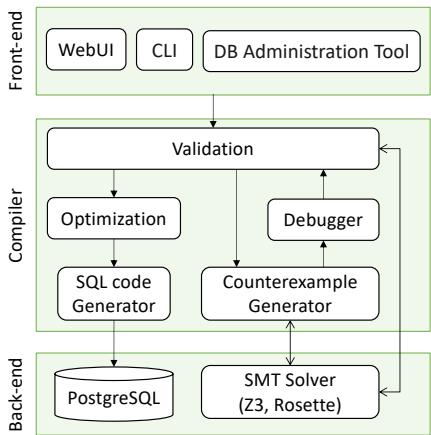 Front-end
WebUI
CLI
DB Administration Tool
Compiler
Validation
Optimization
Debugger
SQL code
Generator
Counterexample
Generator
Back-end
PostgreSQL
SMT Solver
(Z3, Rosette)